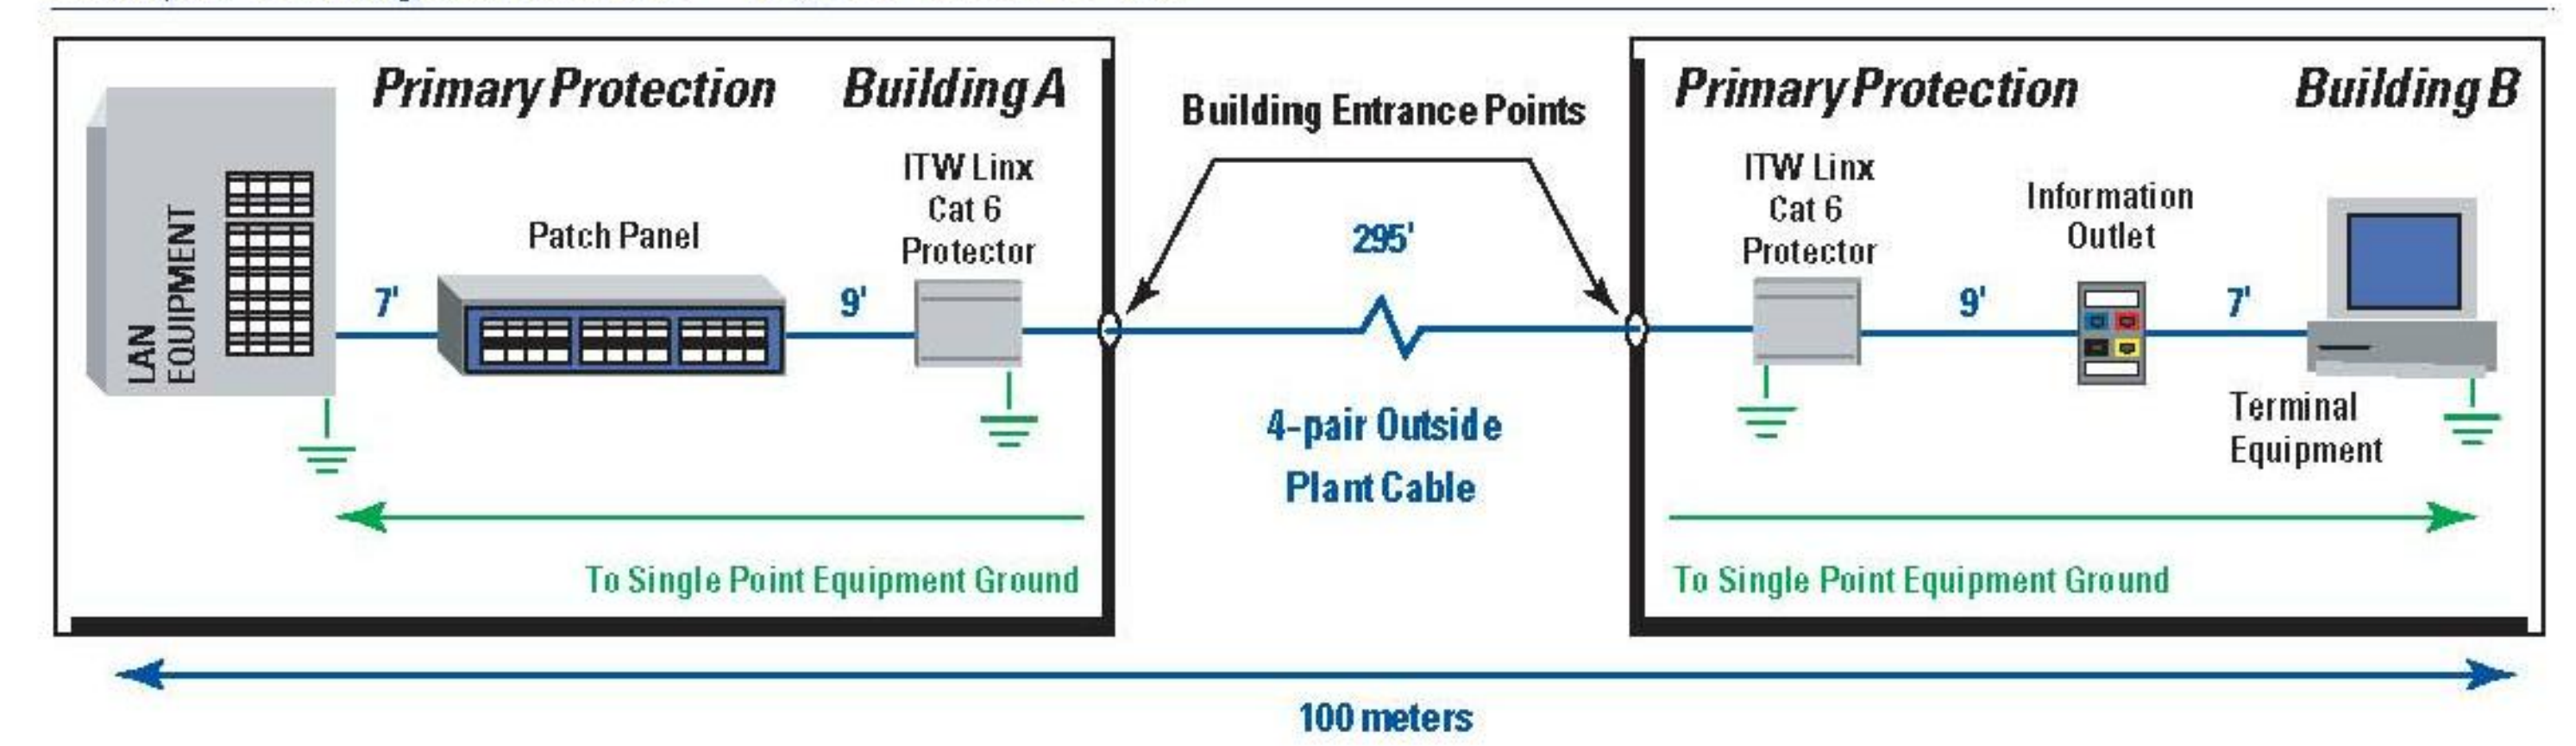 Primary Protection
Building A
Building Entrance Points
Primary Protection
Building B
LAN
EQUIPMENT
7'
Patch Panel
9'
ITW Linx
Cat 6
Protector
295'
4-pair Outside
Plant Cable
ITW Linx
Cat 6
Protector
9'
Information
Outlet
7'
Terminal
Equipment
To Single Point Equipment Ground
To Single Point Equipment Ground
100 meters